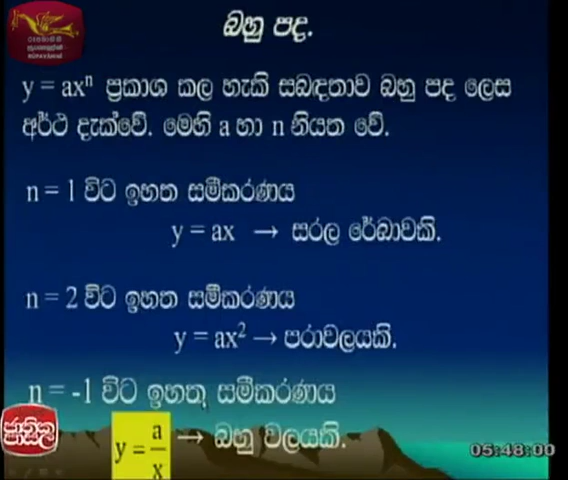 බහු පද.
y = axⁿ ප්‍රකාශ කල හැකි සබඳතාව බහු පද ලෙස
අර්ථ දැක්වේ. මෙහි a හා n නියත වේ.
n = 1 විට ඉහත සමීකරණය
y = ax → සරල රේඛාවකි.
n = 2 විට ඉහත සමීකරණය
y = ax² → පරාවලයකි.
n = -1 විට ඉහත සමීකරණය
y = a/x → බහු වලයකි.
ජාතික
පාසල
05:48:00